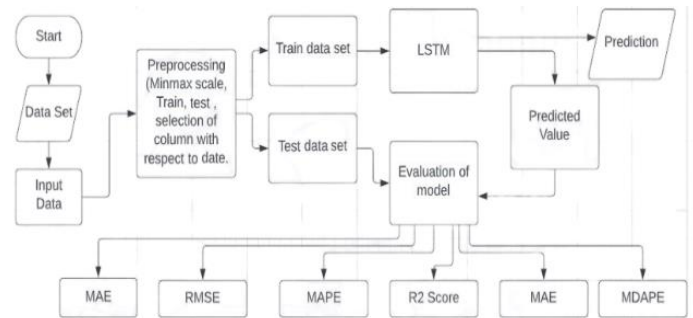 Start
Data Set
Input
Data
Preprocessing
(Minmax scale,
Train, test ,
selection of
column with
respect to date.
Train data set
Test data set
LSTM
Prediction
Predicted
Value
Evaluation of
model
MAE
RMSE
MAPE
R2 Score
MAE
MDAPE